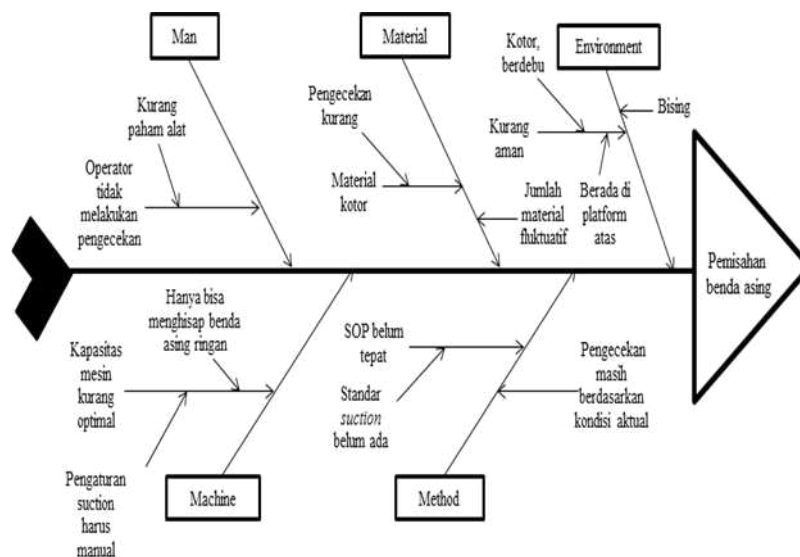 Man
Material
Environment
Kotor,
berdebu
Bising
Kurang
aman
Berada di
platform
atas
Pengecekan
kurang
Material
kotor
Jumlah
material
fluktuatif
Kurang
paham alat
Operator
tidak
melakukan
pengecekan
Pemisahan
benda asing
Hanya bisa
menghisap benda
asing ringan
Kapasitas
mesin
kurang
optimal
Pengaturan
suction
harus
manual
SOP belum
tepat
Standar
suction
belum ada
Pengecekan
masih
berdasarkan
kondisi aktual
Machine
Method